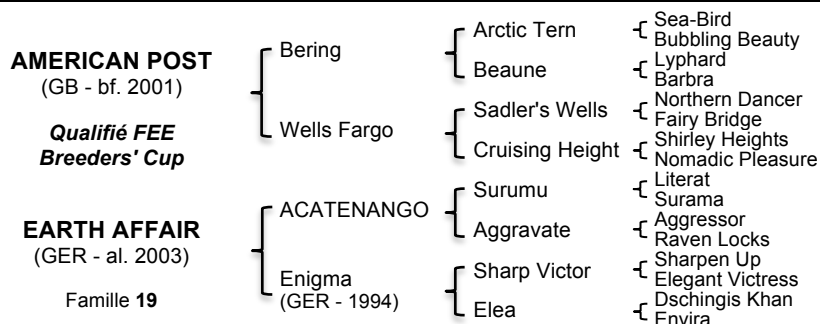 AMERICAN POST
(GB - bf. 2001)
Qualifié FEE
Breeders' Cup
EARTH AFFAIR
(GER - al. 2003)
Famille 19
Bering
Wells Fargo
ACATENANGO
Enigma
(GER - 1994)
Arctic Tern
Beaune
Sadler's Wells
Cruising Height
Surumu
Aggravate
Sharp Victor
Elea
Sea-Bird
Bubbling Beauty
Lyphard
Barbra
Northern Dancer
Fairy Bridge
Shirley Heights
Nomadic Pleasure
Literat
Surama
Aggressor
Raven Locks
Sharpen Up
Elegant Victress
Dschingis Khan
Envira